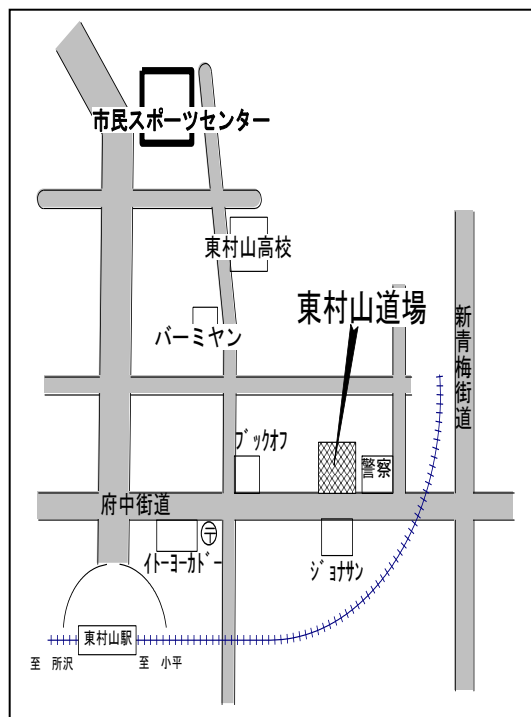 市民スポーツセンター
東村山高校
東村山道場
新青梅街道
バーミヤン
ブックオフ
警察
府中街道
イトーヨーカドー
〒
ジョナサン
東村山駅
至 所沢
至 小平